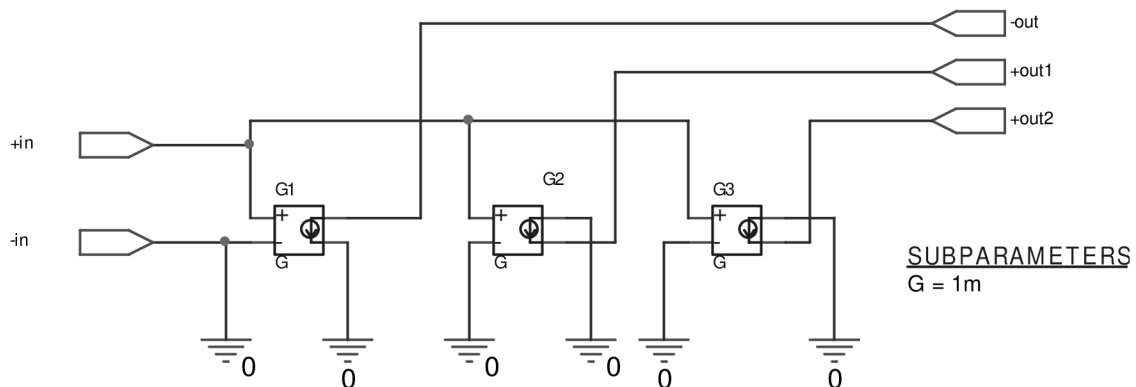 -out
+out1
+out2
+in
-in
G1
G2
G3
+
-
G
+
-
G
+
-
G
SUBPARAMETERS
G = 1m
0
0
0
0
0
0